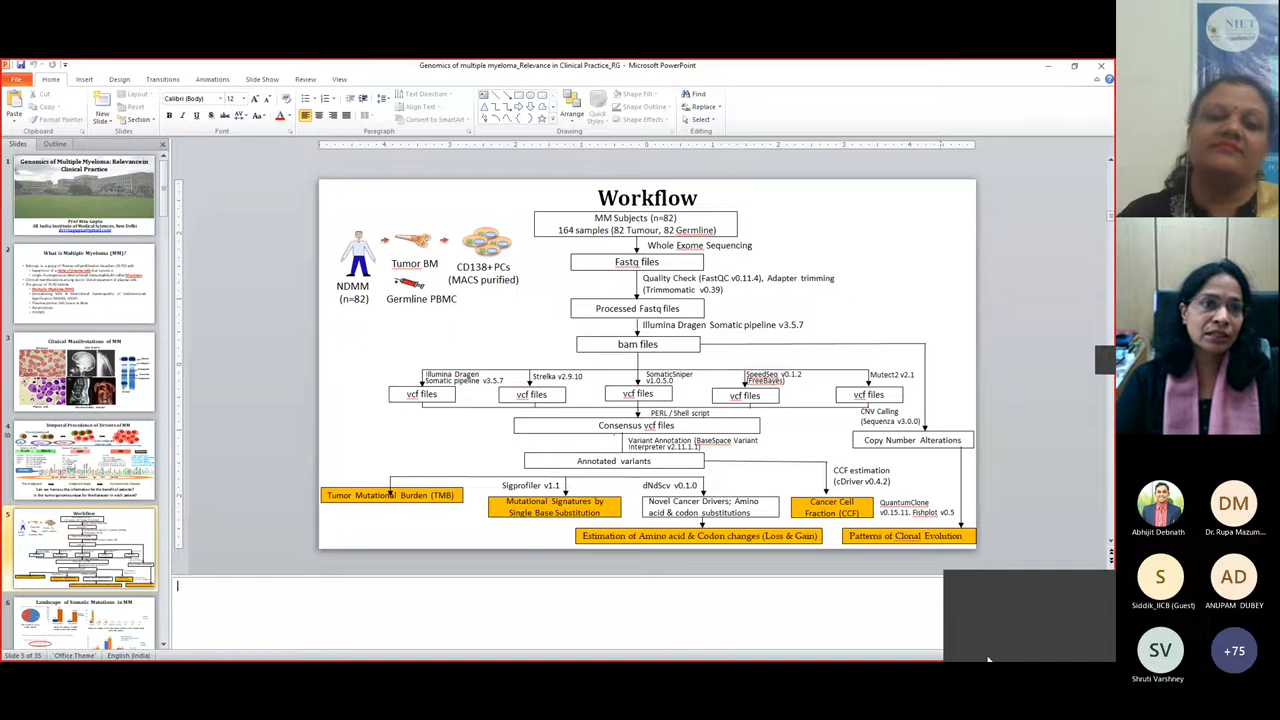 Genomics of multiple myeloma_Relevance in Clinical Practice_RG - Microsoft PowerPoint
File Home Insert Design Transitions Animations Slide Show Review View
Paste
Cut
Copy
Format Painter
Clipboard
New Slide
Layout
Reset
Section
Slides
Calibri (Body) 12
Font
Text Direction
Align Text
Convert to SmartArt
Paragraph
Arrange
Quick Styles
Shape Fill
Shape Outline
Shape Effects
Drawing
Find
Replace
Select
Editing
Slides Outline
1
Genomics of Multiple Myeloma: Relevance in
Clinical Practice
Prof Ritu Gupta
All India Institute of Medical Sciences, New Delhi
2
What is Multiple Myeloma (MM)?
3
Clinical Manifestations of MM
4
Temporal Precedence of Drivers of MM
5
Workflow
6
Landscape of Somatic Mutations in MM
Workflow
MM Subjects (n=82)
164 samples (82 Tumour, 82 Germline)
Whole Exome Sequencing
Fastq files
Quality Check (FastQC v0.11.4), Adapter trimming
(Trimmomatic v0.39)
Processed Fastq files
Illumina Dragen Somatic pipeline v3.5.7
bam files
NDMM
(n=82)
Tumor BM
CD138+ PCs
(MACS purified)
Germline PBMC
Illumina Dragen
Somatic pipeline v3.5.7
Strelka v2.9.10
SomaticSniper
v1.0.5.0
SpeedSeq v0.1.2
(FreeBayes)
Mutect2 v2.1
vcf files
vcf files
vcf files
vcf files
vcf files
PERL / Shell script
CNV Calling
(Sequenza v3.0.0)
Consensus vcf files
Copy Number Alterations
Variant Annotation (BaseSpace Variant
Interpreter v2.11.1.1)
Annotated variants
CCF estimation
(cDriver v0.4.2)
Sigprofiler v1.1
dNdScv v0.1.0
Tumor Mutational Burden (TMB)
Mutational Signatures by
Single Base Substitution
Novel Cancer Drivers; Amino
acid & codon substitutions
Cancer Cell
Fraction (CCF)
QuantumClone
v0.15.11. Fishplot v0.5
Estimation of Amino acid & Codon changes (Loss & Gain)
Patterns of Clonal Evolution
Slide 5 of 35 "Office Theme" English (India)
NIET
Abhijit Debnath
DM
Dr. Rupa Mazum...
S
Siddik_IICB (Guest)
AD
ANUPAM DUBEY
SV
Shruti Varshney
+75